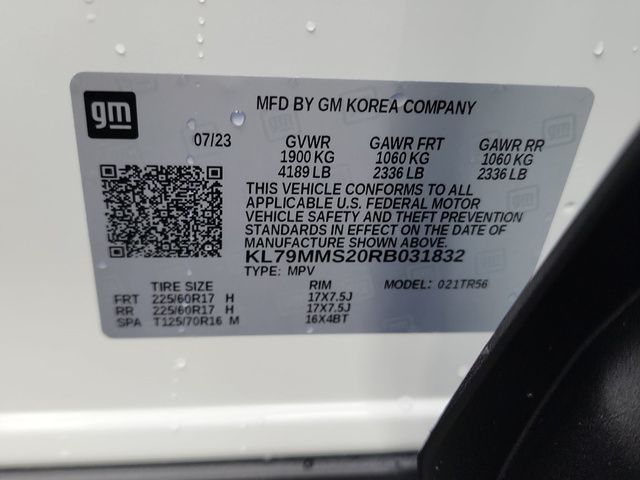 gm
MFD BY GM KOREA COMPANY
07/23 GVWR GAWR FRT GAWR RR
1900 KG 1060 KG 1060 KG
4189 LB 2336 LB 2336 LB
THIS VEHICLE CONFORMS TO ALL
APPLICABLE U.S. FEDERAL MOTOR
VEHICLE SAFETY AND THEFT PREVENTION
STANDARDS IN EFFECT ON THE DATE OF
MANUFACTURE SHOWN ABOVE.
KL79MMS20RB031832
TYPE: MPV MODEL: 021TR56
TIRE SIZE RIM
FRT 225/60R17 H 17X7.5J
RR 225/60R17 H 17X7.5J
SPA T125/70R16 M 16X4BT